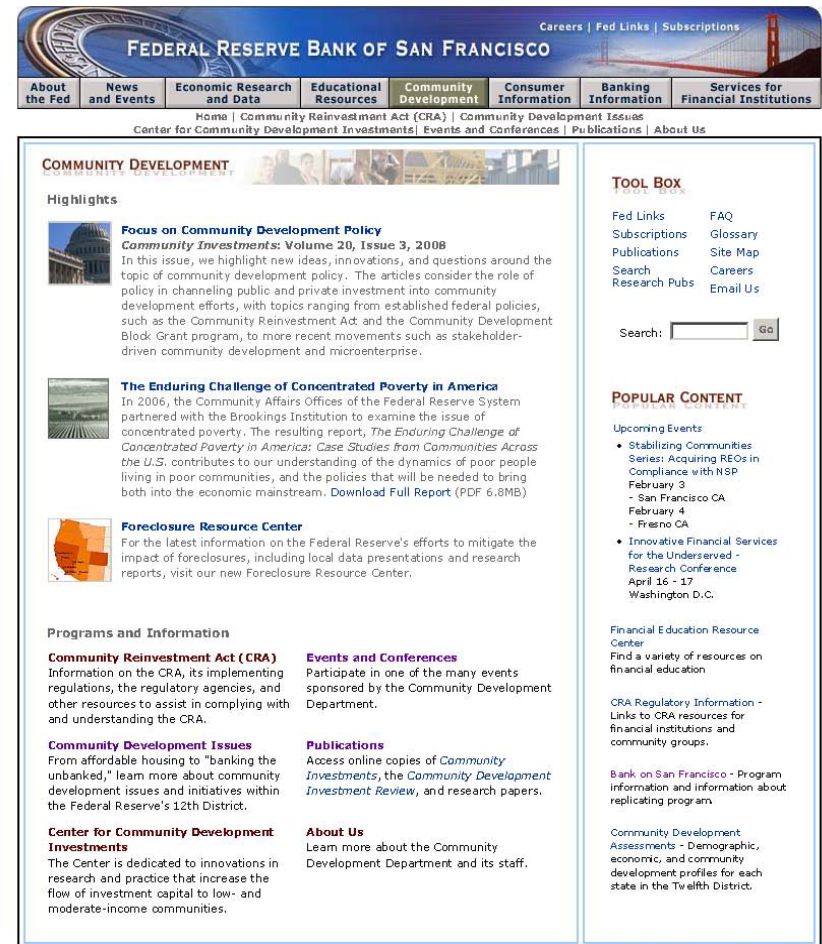 Careers | Fed Links | Subscriptions
FEDERAL RESERVE BANK OF SAN FRANCISCO
About the Fed
News and Events
Economic Research and Data
Educational Resources
Community Development
Consumer Information
Banking Information
Services for Financial Institutions
Home | Community Reinvestment Act (CRA) | Community Development Issues
Center for Community Development Investments| Events and Conferences | Publications | About Us
COMMUNITY DEVELOPMENT
Highlights
Focus on Community Development Policy
Community Investments: Volume 20, Issue 3, 2008
In this issue, we highlight new ideas, innovations, and questions around the
topic of community development policy. The articles consider the role of
policy in channeling public and private investment into community
development efforts, with topics ranging from established federal policies,
such as the Community Reinvestment Act and the Community Development
Block Grant program, to more recent movements such as stakeholder-
driven community development and microenterprise.
The Enduring Challenge of Concentrated Poverty in America
In 2006, the Community Affairs Offices of the Federal Reserve System
partnered with the Brookings Institution to examine the issue of
concentrated poverty. The resulting report, The Enduring Challenge of
Concentrated Poverty in America: Case Studies from Communities Across
the U.S. contributes to our understanding of the dynamics of poor people
living in poor communities, and the policies that will be needed to bring
both into the economic mainstream. Download Full Report (PDF 6.8MB)
Foreclosure Resource Center
For the latest information on the Federal Reserve's efforts to mitigate the
impact of foreclosures, including local data presentations and research
reports, visit our new Foreclosure Resource Center.
Programs and Information
Community Reinvestment Act (CRA)
Information on the CRA, its implementing
regulations, the regulatory agencies, and
other resources to assist in complying with
and understanding the CRA.
Events and Conferences
Participate in one of the many events
sponsored by the Community Development
Department.
Community Development Issues
From affordable housing to "banking the
unbanked," learn more about community
development issues and initiatives within
the Federal Reserve's 12th District.
Publications
Access online copies of Community
Investments, the Community Development
Investment Review, and research papers.
Center for Community Development
Investments
The Center is dedicated to innovations in
research and practice that increase the
flow of investment capital to low- and
moderate-income communities.
About Us
Learn more about the Community
Development Department and its staff.
TOOL BOX
Fed Links
Subscriptions
Publications
Search
Research Pubs
FAQ
Glossary
Site Map
Careers
Email Us
Search:
Go
POPULAR CONTENT
Upcoming Events
• Stabilizing Communities
Series: Acquiring REOs in
Compliance with NSP
February 3
- San Francisco CA
February 4
- Fresno CA
• Innovative Financial Services
for the Underserved -
Research Conference
April 16 - 17
Washington D.C.
Financial Education Resource
Center
Find a variety of resources on
financial education
CRA Regulatory Information -
Links to CRA resources for
financial institutions and
community groups.
Bank on San Francisco - Program
information and information about
replicating program.
Community Development
Assessments - Demographic,
economic, and community
development profiles for each
state in the Twelfth District.